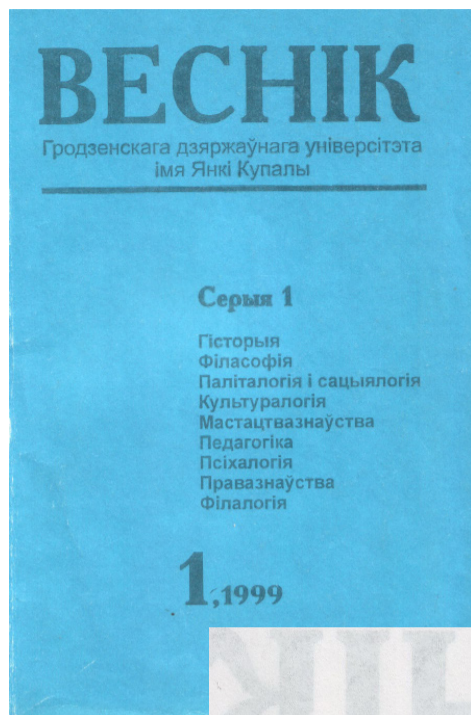 ВЕСНІК
Гродзенскага дзяржаўнага універсітэта
імя Янкі Купалы
Серыя 1
Гісторыя
Філасофія
Паліталогія і сацыялогія
Культуралогія
Мастацтвазнаўства
Педагогіка
Псіхалогія
Правазнаўства
Філалогія
1,1999